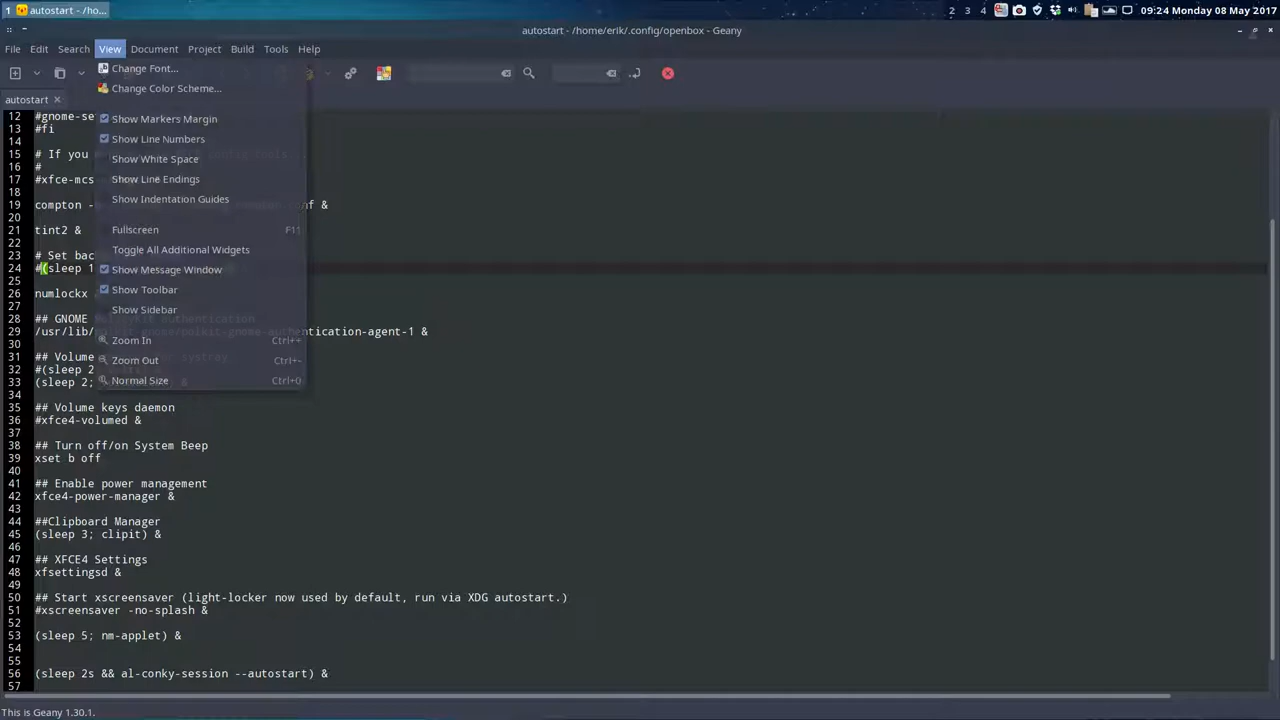 1 autostart - /ho...
2 3 4 09:24 Monday 08 May 2017
autostart - /home/erik/.config/openbox - Geany
File Edit Search View Document Project Build Tools Help
autostart
Change Font...
Change Color Scheme...
Show Markers Margin
Show Line Numbers
Show White Space
Show Line Endings
Show Indentation Guides
Fullscreen F11
Toggle All Additional Widgets
Show Message Window
Show Toolbar
Show Sidebar
Zoom In Ctrl++
Zoom Out Ctrl+-
Normal Size Ctrl+0
12 #gnome-se
13 #fi
14
15 # If you
16 #
17 #xfce-mcs
18
19 compton - &
20
21 tint2 &
22
23 # Set bac
24 #(sleep 1
25
26 numlockx
27
28 ## GNOME authentication
29 /usr/lib/policykit-gnome/polkit-gnome-authentication-agent-1 &
30
31 ## Volume systray
32 #(sleep 2
33 (sleep 2; &
34
35 ## Volume keys daemon
36 #xfce4-volumed &
37
38 ## Turn off/on System Beep
39 xset b off
40
41 ## Enable power management
42 xfce4-power-manager &
43
44 ##Clipboard Manager
45 (sleep 3; clipit) &
46
47 ## XFCE4 Settings
48 xfsettingsd &
49
50 ## Start xscreensaver (light-locker now used by default, run via XDG autostart.)
51 #xscreensaver -no-splash &
52
53 (sleep 5; nm-applet) &
54
55
56 (sleep 2s && al-conky-session --autostart) &
57
This is Geany 1.30.1.